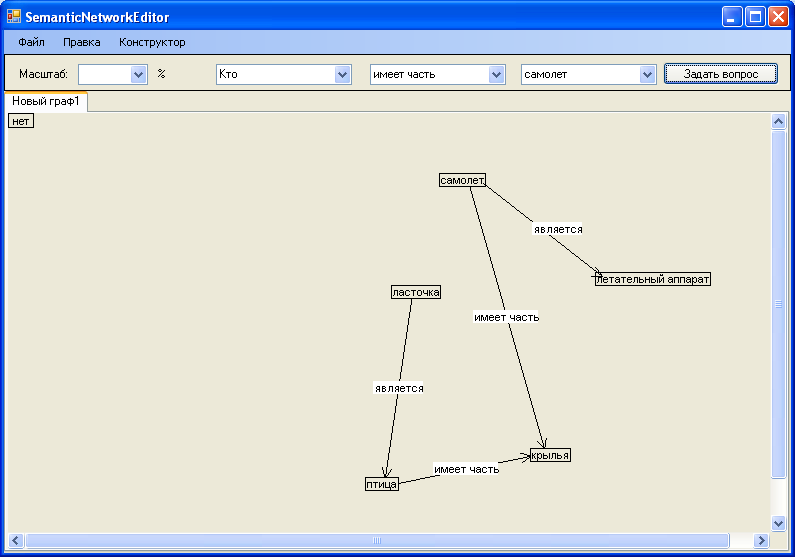 SemanticNetworkEditor
Файл Правка Конструктор
Масштаб: % Кто имеет часть самолет Задать вопрос
Новый граф1
нет
самолет
является
летательный аппарат
ласточка
имеет часть
является
крылья
имеет часть
птица